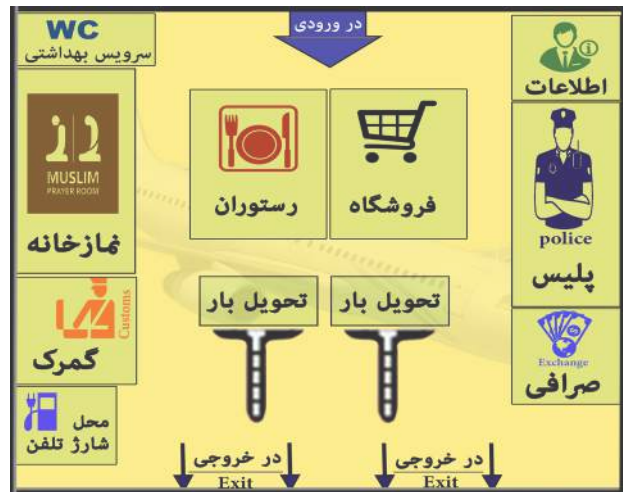 در ورودی
WC
سرویس بهداشتی
اطلاعات
MUSLIM
PRAYER ROOM
نمازخانه
رستوران
فروشگاه
police
پلیس
Customs
گمرک
تحویل بار
تحویل بار
Exchange
صرافی
محل
شارژ تلفن
در خروجی
Exit
در خروجی
Exit